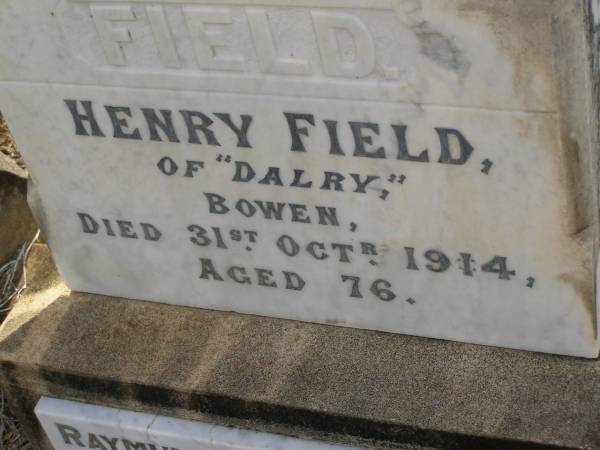 FIELD.
HENRY FIELD,
OF "DALRY,"
BOWEN,
DIED 31ST. OCTR. 1914,
AGED 76.